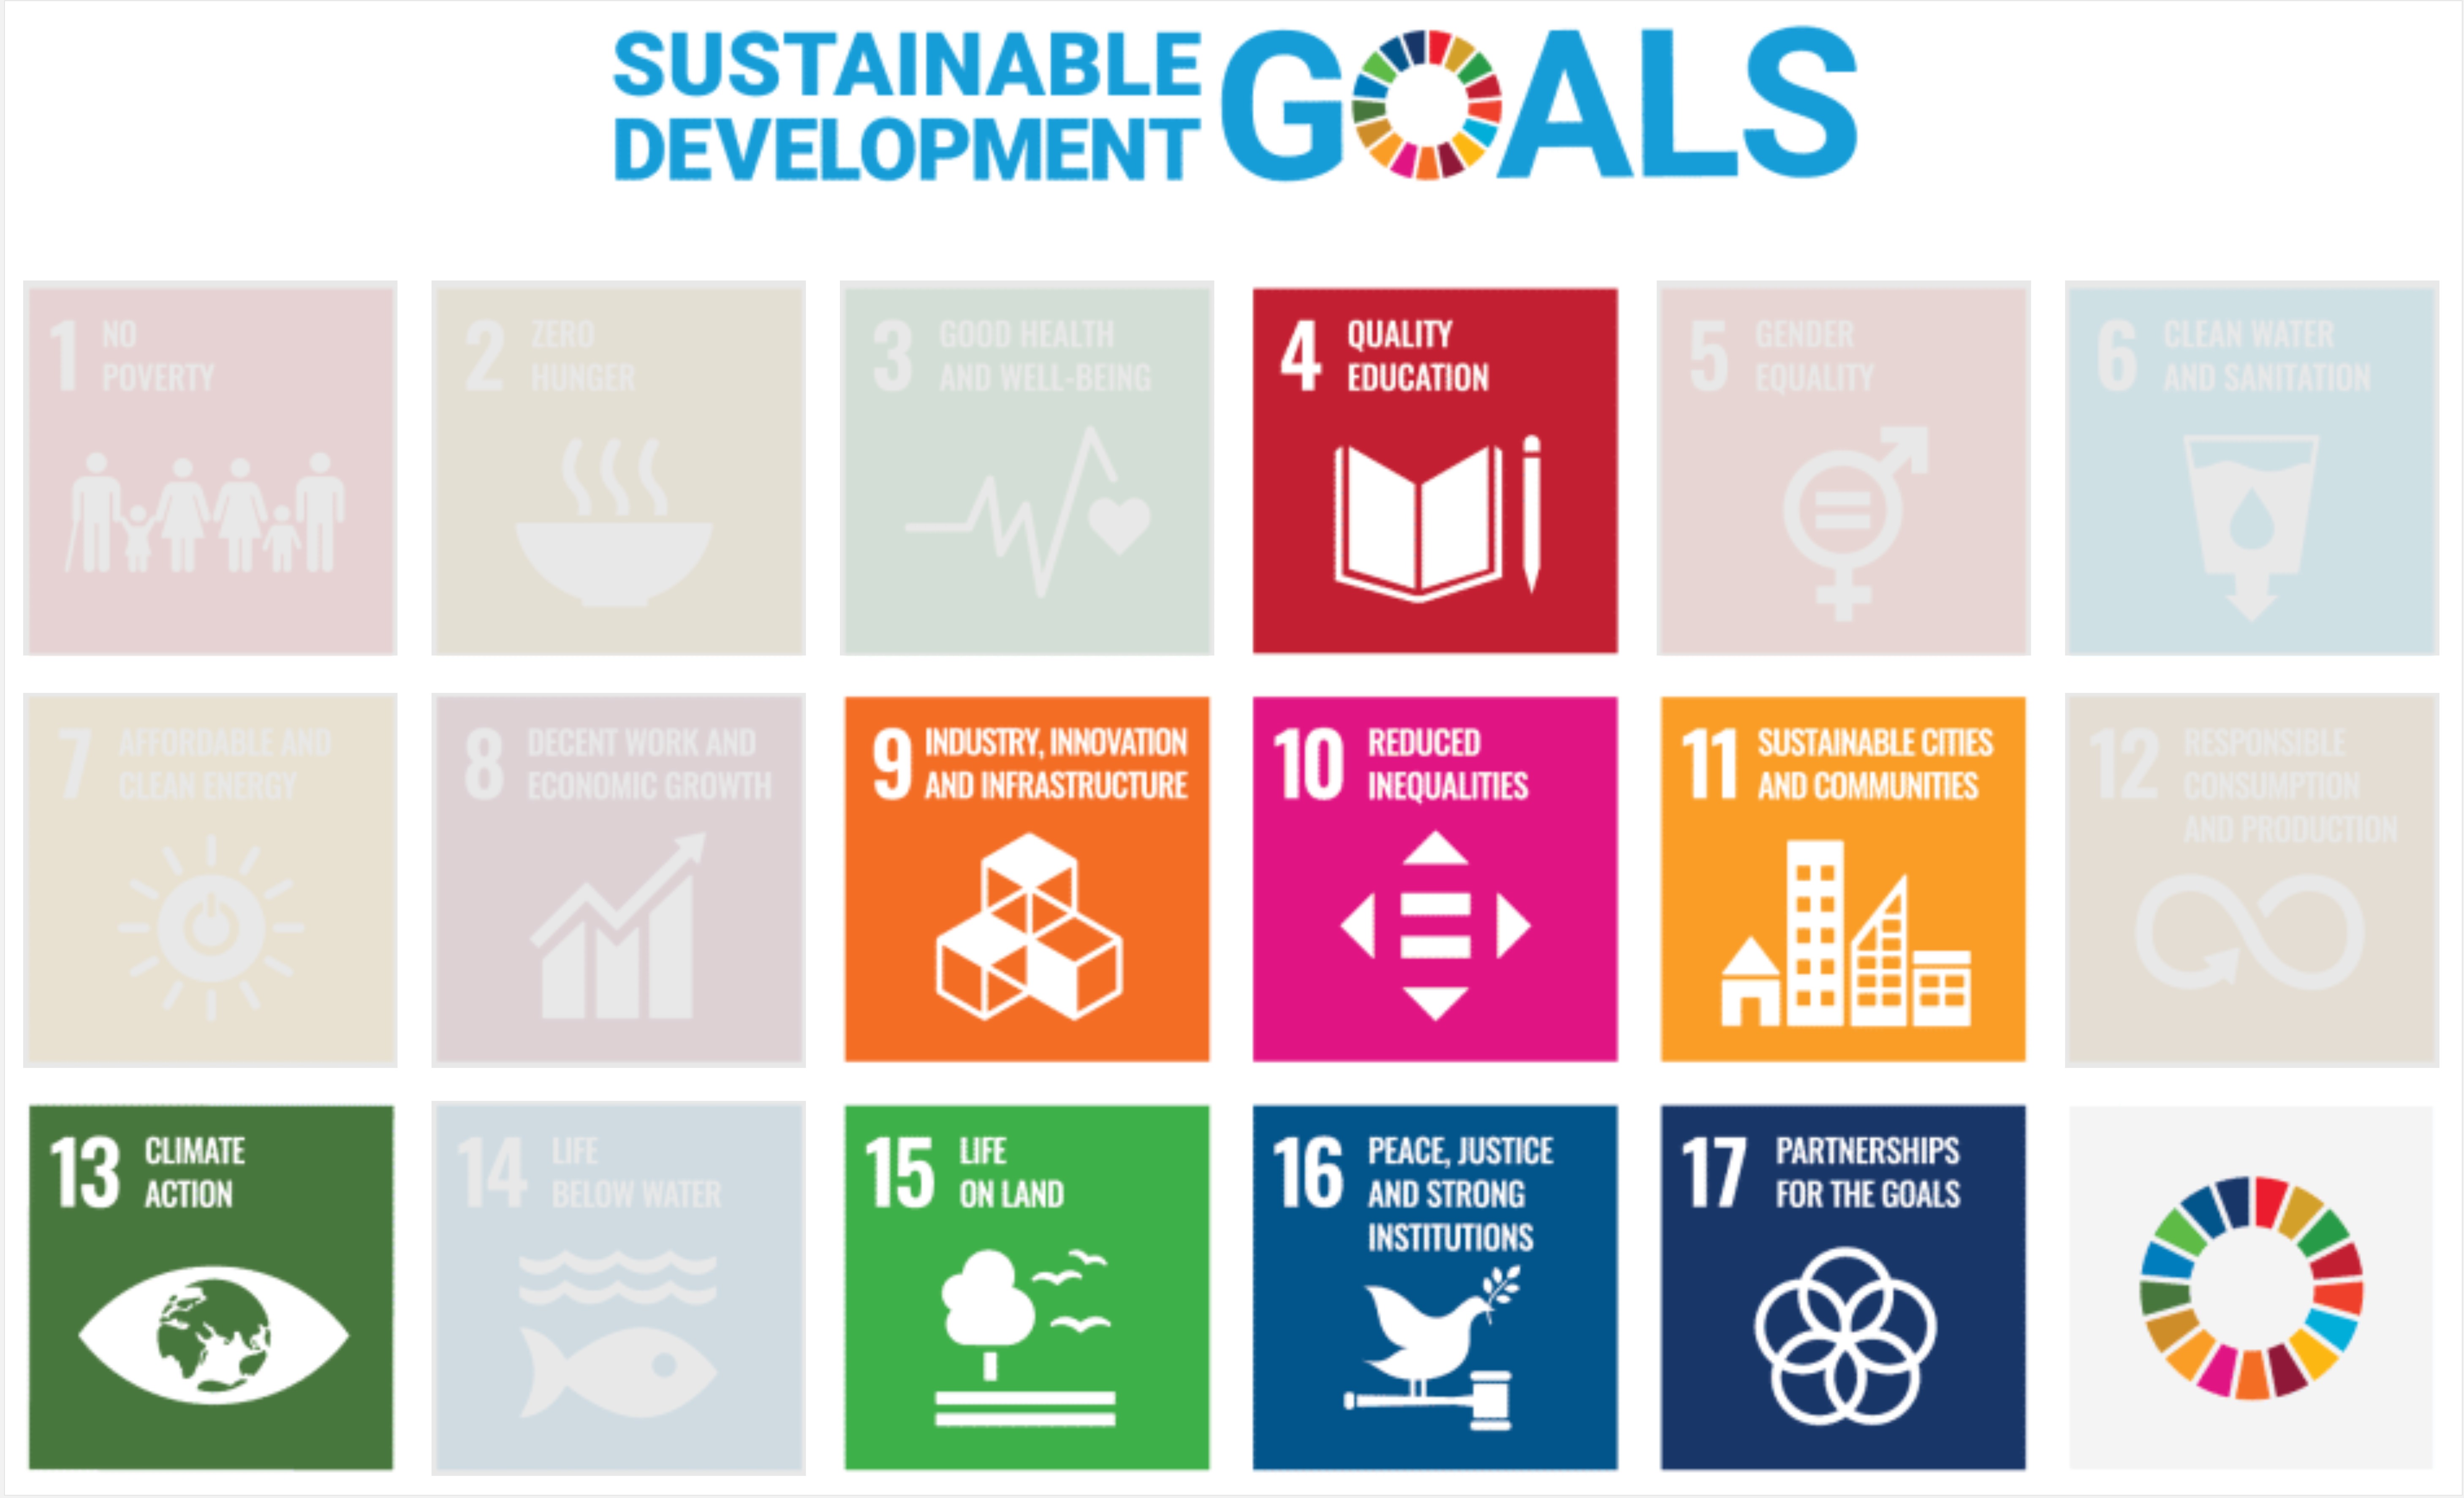 SUSTAINABLE
DEVELOPMENT
GOALS
1 NO
POVERTY
2 ZERO
HUNGER
3 GOOD HEALTH
AND WELL-BEING
4 QUALITY
EDUCATION
5 GENDER
EQUALITY
6 CLEAN WATER
AND SANITATION
7 AFFORDABLE AND
CLEAN ENERGY
8 DECENT WORK AND
ECONOMIC GROWTH
9 INDUSTRY, INNOVATION
AND INFRASTRUCTURE
10 REDUCED
INEQUALITIES
11 SUSTAINABLE CITIES
AND COMMUNITIES
12 RESPONSIBLE
CONSUMPTION
AND PRODUCTION
13 CLIMATE
ACTION
14 LIFE
BELOW WATER
15 LIFE
ON LAND
16 PEACE, JUSTICE
AND STRONG
INSTITUTIONS
17 PARTNERSHIPS
FOR THE GOALS